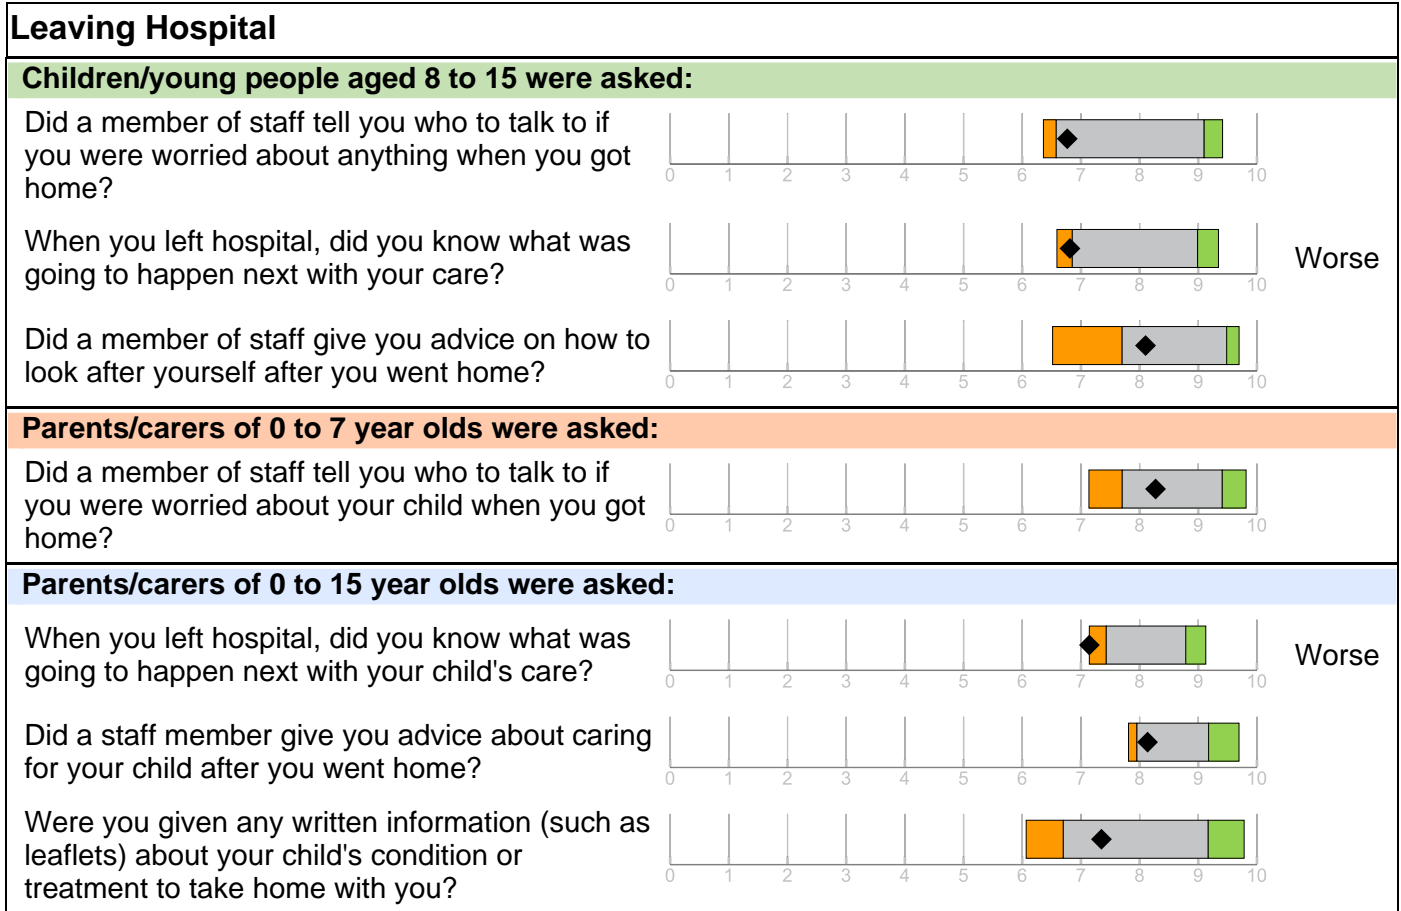 Leaving Hospital
Children/young people aged 8 to 15 were asked:
Did a member of staff tell you who to talk to if
you were worried about anything when you got
home?
0 1 2 3 4 5 6 7 8 9 10
When you left hospital, did you know what was
going to happen next with your care?
Worse
0 1 2 3 4 5 6 7 8 9 10
Did a member of staff give you advice on how to
look after yourself after you went home?
0 1 2 3 4 5 6 7 8 9 10
Parents/carers of 0 to 7 year olds were asked:
Did a member of staff tell you who to talk to if
you were worried about your child when you got
home?
0 1 2 3 4 5 6 7 8 9 10
Parents/carers of 0 to 15 year olds were asked:
When you left hospital, did you know what was
going to happen next with your child's care?
Worse
0 1 2 3 4 5 6 7 8 9 10
Did a staff member give you advice about caring
for your child after you went home?
0 1 2 3 4 5 6 7 8 9 10
Were you given any written information (such as
leaflets) about your child's condition or
treatment to take home with you?
0 1 2 3 4 5 6 7 8 9 10